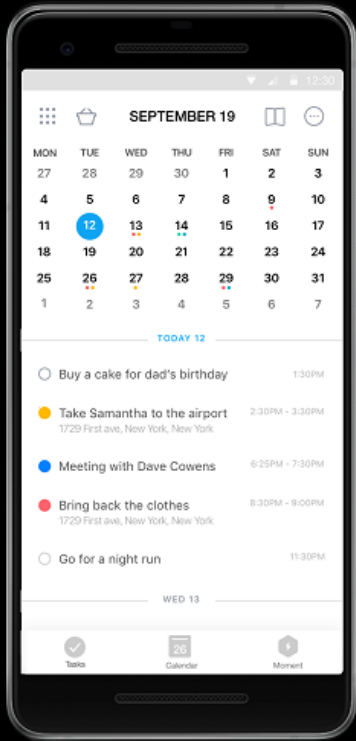 12:30
SEPTEMBER 19
MON TUE WED THU FRI SAT SUN
27 28 29 30 1 2 3
4 5 6 7 8 9 10
11 12 13 14 15 16 17
18 19 20 21 22 23 24
25 26 27 28 29 30 31
1 2 3 4 5 6 7
TODAY 12
Buy a cake for dad's birthday 1:30PM
Take Samantha to the airport 2:30PM - 3:30PM
1729 First ave, New York, New York
Meeting with Dave Cowens 6:25PM - 7:30PM
Bring back the clothes 8:30PM - 9:00PM
1729 First ave, New York, New York
Go for a night run 11:30PM
WED 13
26
Tasks Calendar Moment